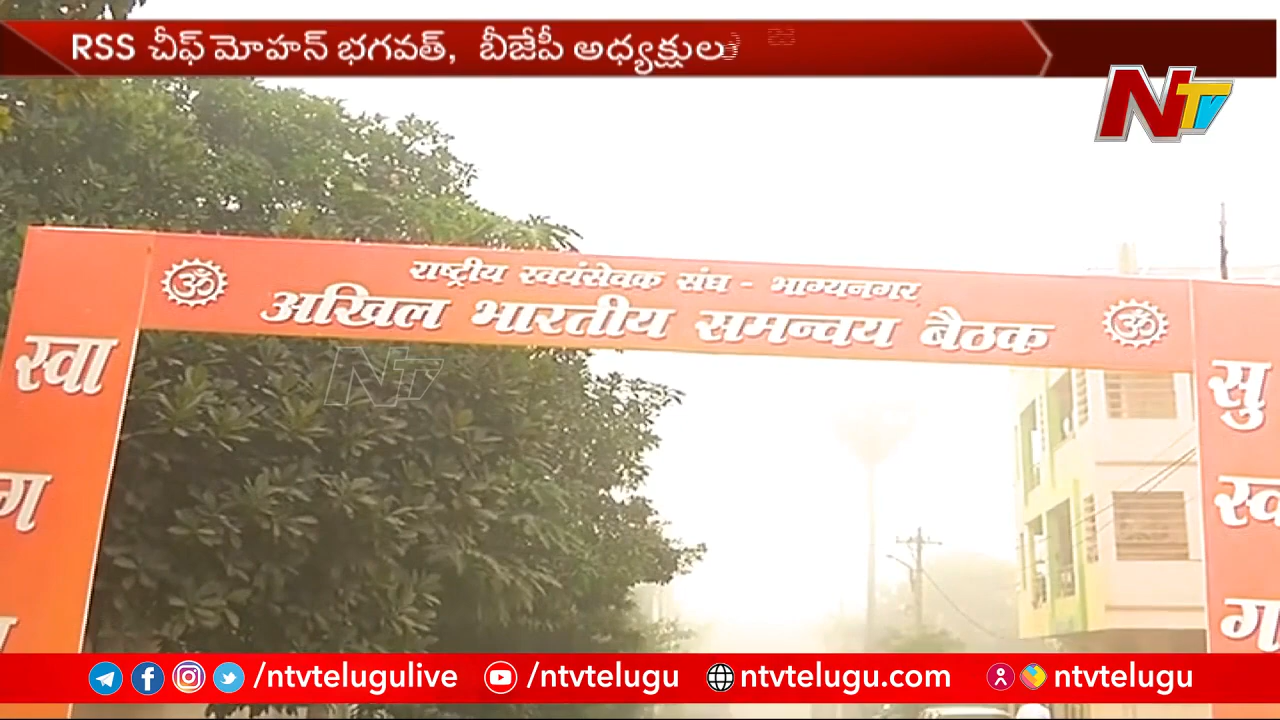 RSS చీఫ్ మోహన్ భగవత్, బీజేపీ అధ్యక్షులు
NTV
राष्ट्रीय स्वयंसेवक संघ - भाग्यनगर
ॐ अखिल भारतीय समन्वय बैठक ॐ
स्वा
ग
सु
स्व
ग
NTV
/ntvtelugulive /ntvtelugu ntvtelugu.com ntvtelugu